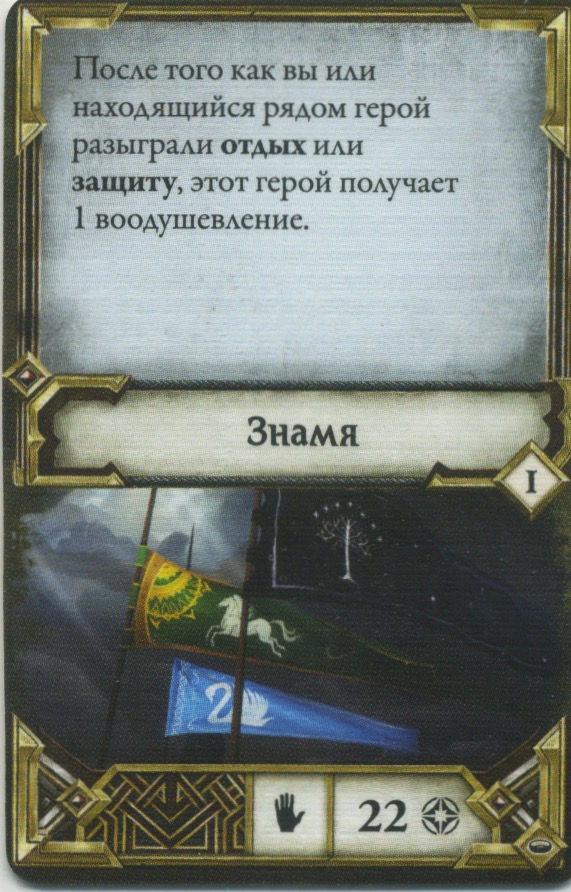 После того как вы или
находящийся рядом герой
разыграли отдых или
защиту, этот герой получает
1 воодушевление.
Знамя
I
22